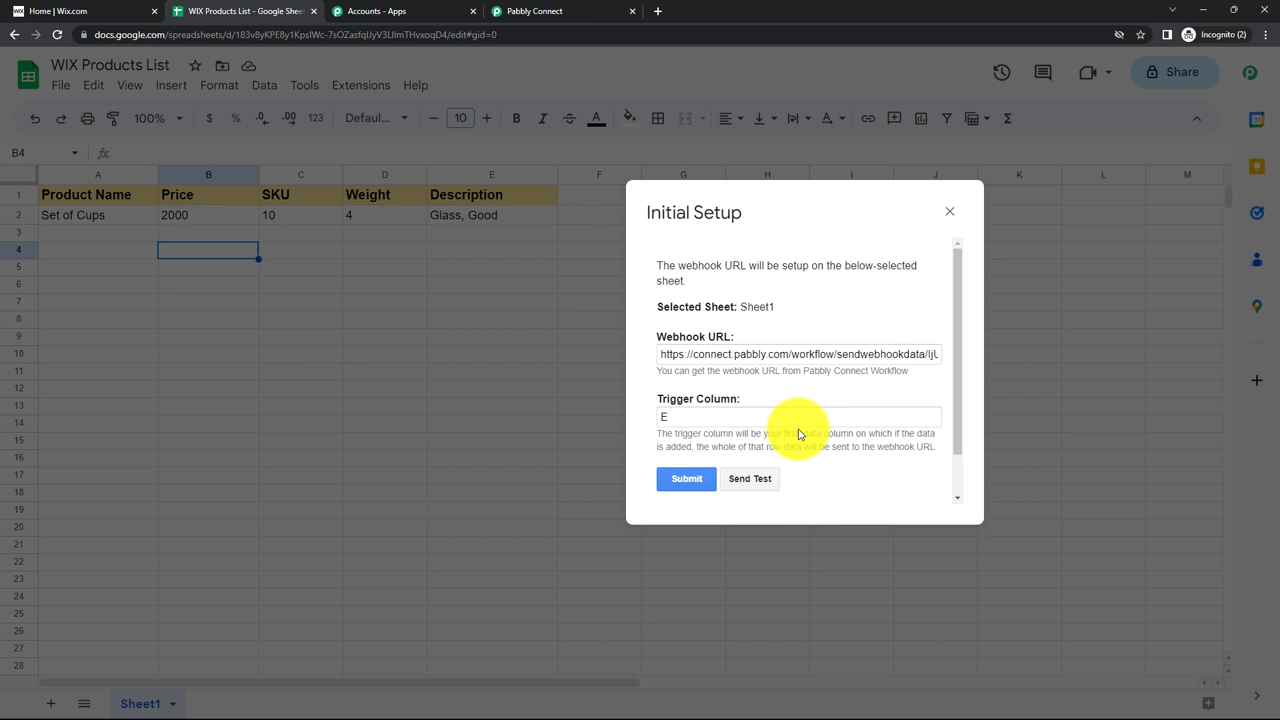 Home | Wix.com
WIX Products List - Google Shee
Accounts - Apps
Pabbly Connect
docs.google.com/spreadsheets/d/183v8yKPE8y1KpsIWc-7sOZasfqIJyV3LIlmTHvxoqD4/edit#gid=0
Incognito (2)
WIX Products List
File Edit View Insert Format Data Tools Extensions Help
Share
100% $ % .0 .00 123 Defaul... 10 B I A
B4 fx
A B C D E F G H I J K L M
1 Product Name Price SKU Weight Description
2 Set of Cups 2000 10 4 Glass, Good
3
4
5
6
7
8
9
10
11
12
13
14
15
16
17
18
19
20
21
22
23
24
25
26
27
28
Initial Setup
The webhook URL will be setup on the below-selected
sheet.
Selected Sheet: Sheet1
Webhook URL:
https://connect.pabbly.com/workflow/sendwebhookdata/IjU
You can get the webhook URL from Pabbly Connect Workflow
Trigger Column:
E
The trigger column will be your final data column on which if the data
is added, the whole of that row data will be sent to the webhook URL
Submit Send Test
Sheet1